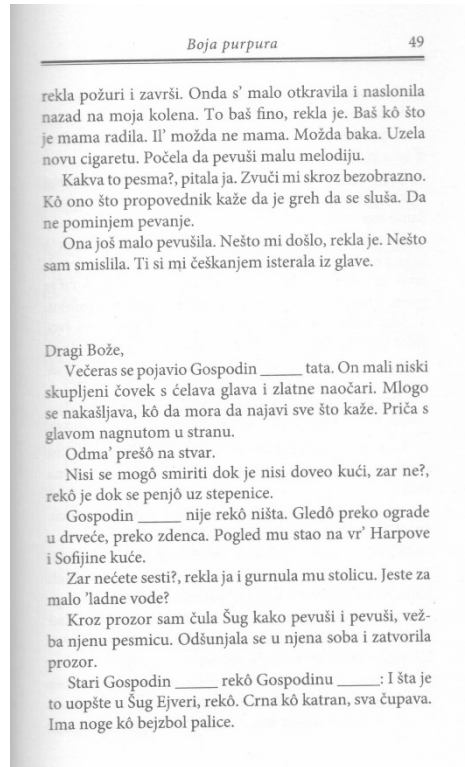 Boja purpura 49
rekla požuri i završi. Onda s’ malo otkravila i naslonila
nazad na moja kolena. To baš fino, rekla je. Baš kô što
je mama radila. Il’ možda ne mama. Možda baka. Uzela
novu cigaretu. Počela da pevuši malu melodiju.
Kakva to pesma?, pitala ja. Zvuči mi skroz bezobrazno.
Kô ono što propovednik kaže da je greh da se sluša. Da
ne pominjem pevanje.
Ona još malo pevušila. Nešto mi došlo, rekla je. Nešto
sam smislila. Ti si mi češkanjem isterala iz glave.
Dragi Bože,
Večeras se pojavio Gospodin _____ tata. On mali niski
skupljeni čovek s ćelava glava i zlatne naočari. Mlogo
se nakašljava, kô da mora da najavi sve što kaže. Priča s
glavom nagnutom u stranu.
Odma’ prešô na stvar.
Nisi se mogô smiriti dok je nisi doveo kući, zar ne?,
rekô je dok se penjô uz stepenice.
Gospodin _____ nije rekô ništa. Gledô preko ograde
u drveće, preko zdenca. Pogled mu stao na vr’ Harpove
i Sofijine kuće.
Zar nećete sesti?, rekla ja i gurnula mu stolicu. Jeste za
malo ’ladne vode?
Kroz prozor sam čula Šug kako pevuši i pevuši, vež-
ba njenu pesmicu. Odšunjala se u njena soba i zatvorila
prozor.
Stari Gospodin _____ rekô Gospodinu _____: I šta je
to uopšte u Šug Ejveri, rekô. Crna kô katran, sva čupava.
Ima noge kô bejzbol palice.